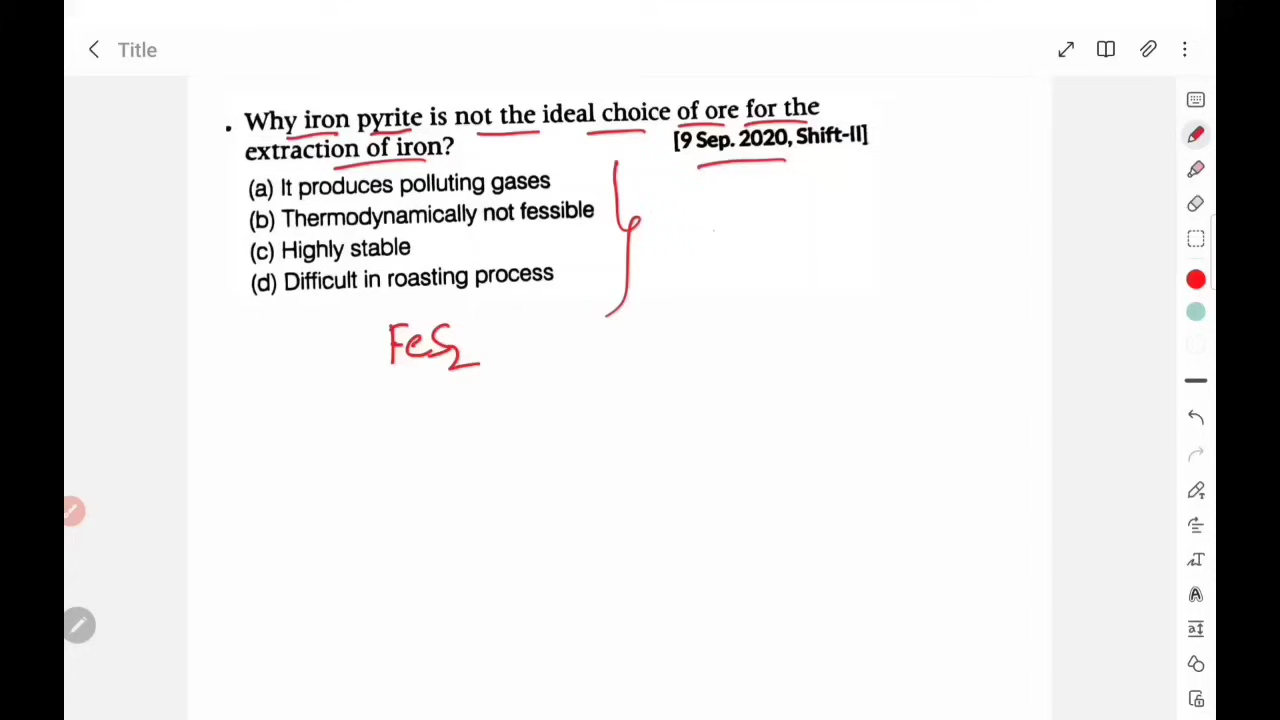 Title
Why iron pyrite is not the ideal choice of ore for the
extraction of iron?
[9 Sep. 2020, Shift-II]
(a) It produces polluting gases
(b) Thermodynamically not fessible
(c) Highly stable
(d) Difficult in roasting process
FeS2